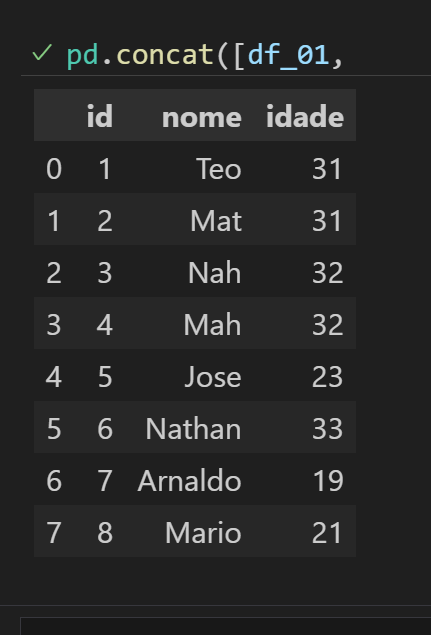 pd.concat([df_01,
id nome idade
0 1 Teo 31
1 2 Mat 31
2 3 Nah 32
3 4 Mah 32
4 5 Jose 23
5 6 Nathan 33
6 7 Arnaldo 19
7 8 Mario 21